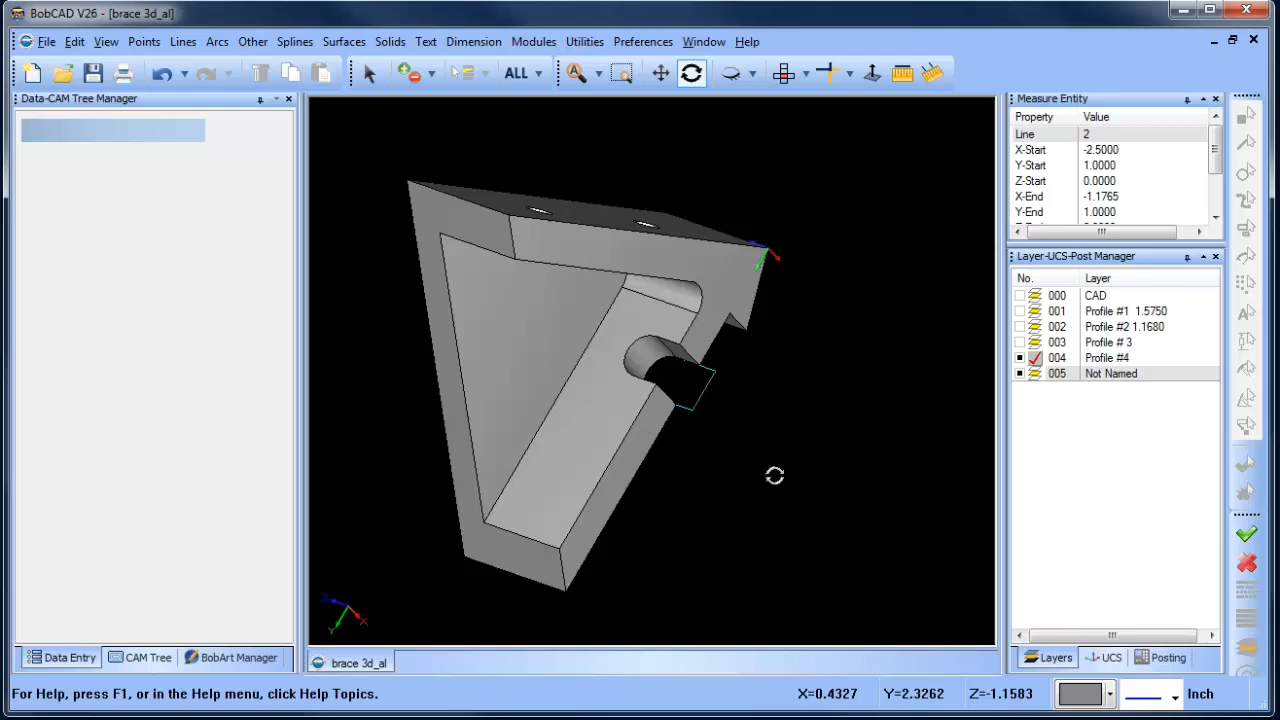 BobCAD V26 - [brace 3d_al]
File Edit View Points Lines Arcs Other Splines Surfaces Solids Text Dimension Modules Utilities Preferences Window Help
ALL
Data-CAM Tree Manager
Measure Entity
Property Value
Line 2
X-Start -2.5000
Y-Start 1.0000
Z-Start 0.0000
X-End -1.1765
Y-End 1.0000
Layer-UCS-Post Manager
No. Layer
000 CAD
001 Profile #1 1.5750
002 Profile #2 1.1680
003 Profile # 3
004 Profile #4
005 Not Named
X
Y
Data Entry CAM Tree BobArt Manager
brace 3d_al
Layers UCS Posting
For Help, press F1, or in the Help menu, click Help Topics.
X=0.4327 Y=2.3262 Z=-1.1583 Inch